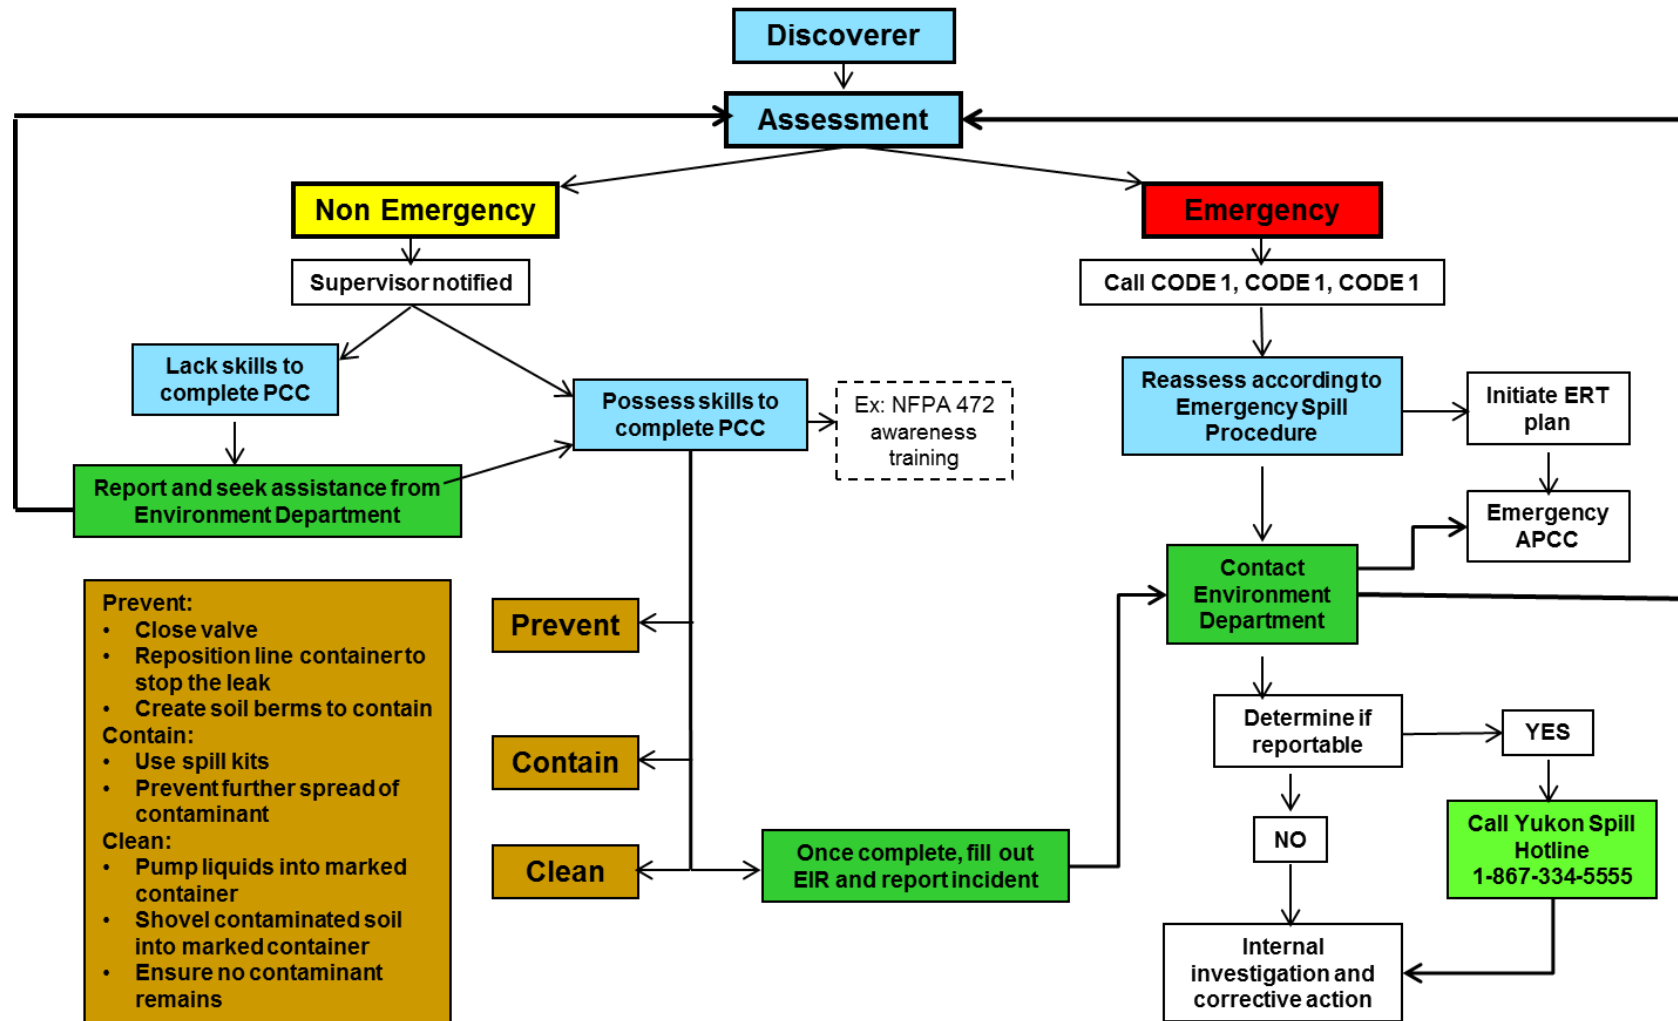 Discoverer
Assessment
Non Emergency
Emergency
Supervisor notified
Call CODE 1, CODE 1, CODE 1
Lack skills to
complete PCC
Possess skills to
complete PCC
Ex: NFPA 472
awareness
training
Reassess according to
Emergency Spill
Procedure
Initiate ERT
plan
Report and seek assistance from
Environment Department
Emergency
APCC
Contact
Environment
Department
Prevent:
• Close valve
• Reposition line container to
stop the leak
• Create soil berms to contain
Contain:
• Use spill kits
• Prevent further spread of
contaminant
Clean:
• Pump liquids into marked
container
• Shovel contaminated soil
into marked container
• Ensure no contaminant
remains
Prevent
Contain
Clean
Once complete, fill out
EIR and report incident
Determine if
reportable
YES
NO
Call Yukon Spill
Hotline
1-867-334-5555
Internal
investigation and
corrective action